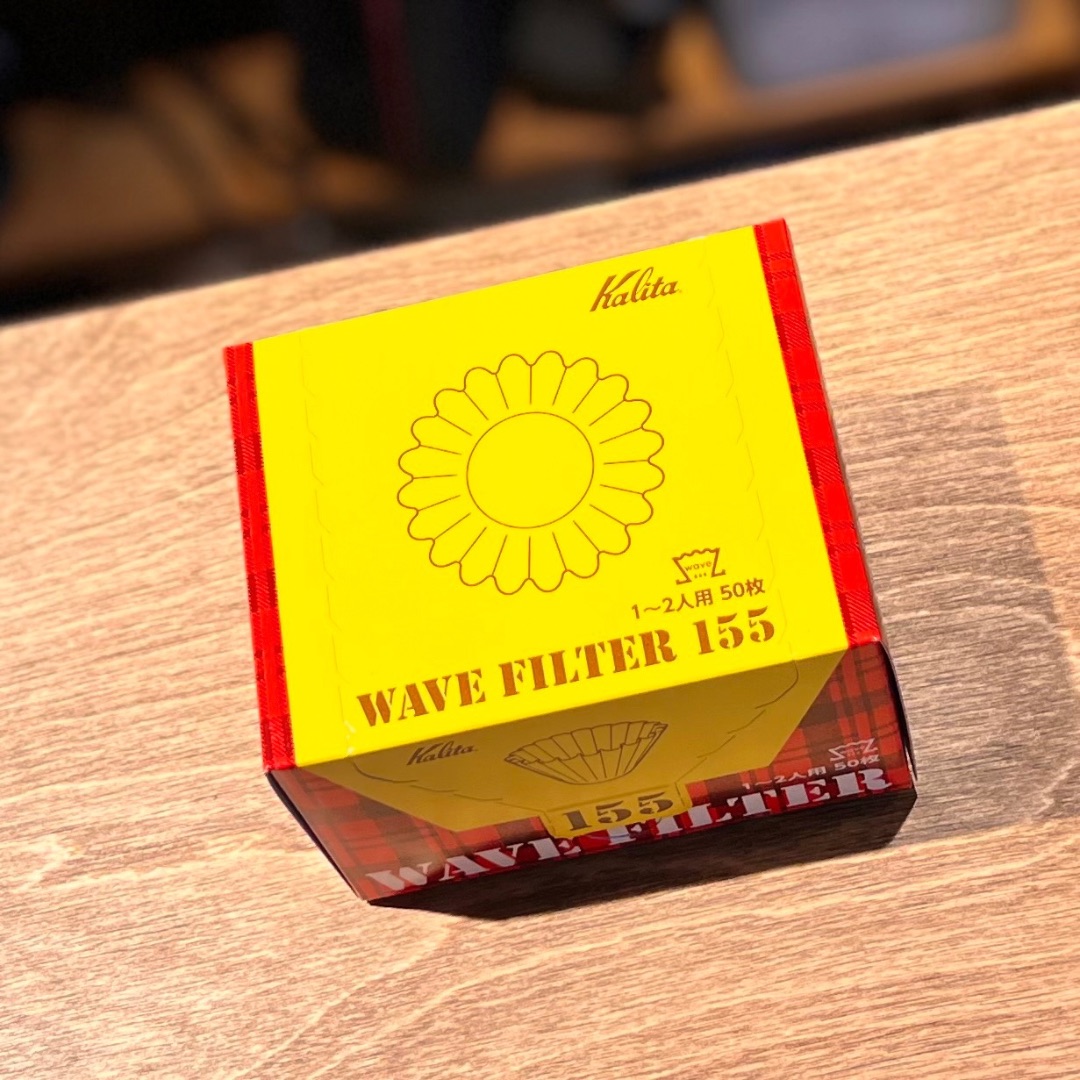 Kalita
wave
1～2人用 50枚
WAVE FILTER 155
Kalita
155
1～2人用 50枚
WAVE FILTER